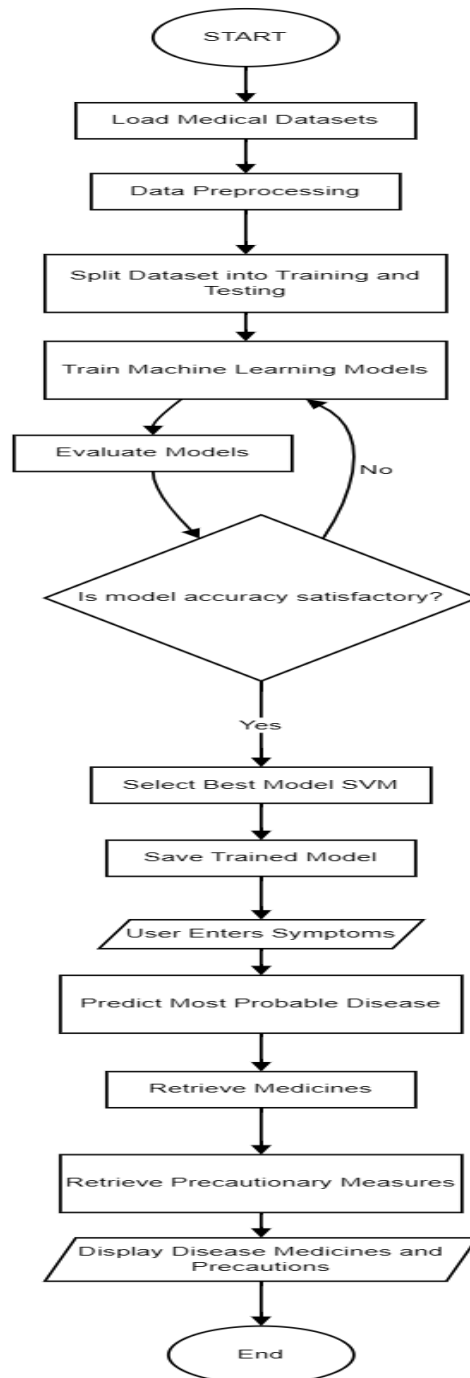 START
Load Medical Datasets
Data Preprocessing
Split Dataset into Training and
Testing
Train Machine Learning Models
Evaluate Models
No
Is model accuracy satisfactory?
Yes
Select Best Model SVM
Save Trained Model
User Enters Symptoms
Predict Most Probable Disease
Retrieve Medicines
Retrieve Precautionary Measures
Display Disease Medicines and
Precautions
End